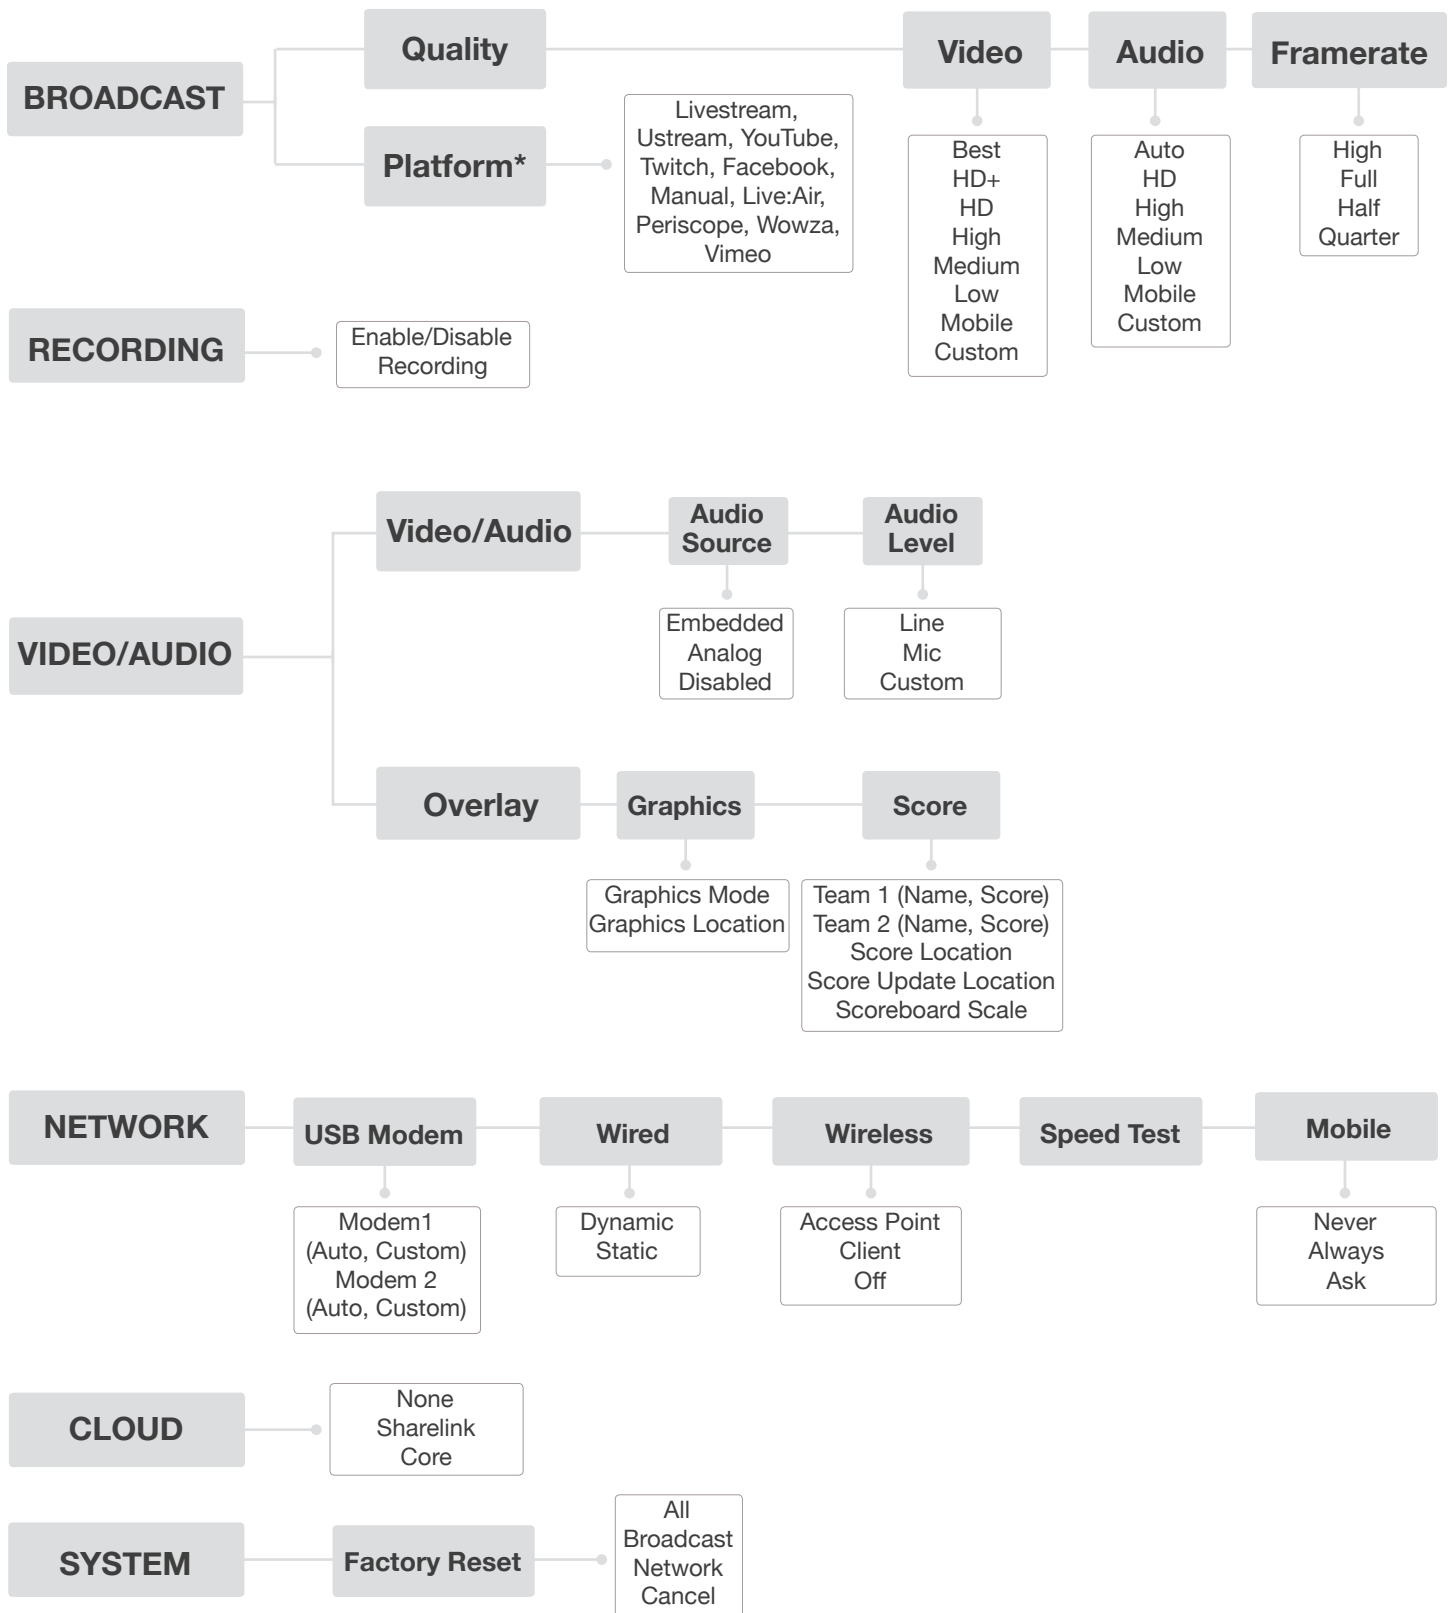 BROADCAST
Quality
Video
Audio
Framerate
Platform*
Livestream,
Ustream, YouTube,
Twitch, Facebook,
Manual, Live:Air,
Periscope, Wowza,
Vimeo
Best
HD+
HD
High
Medium
Low
Mobile
Custom
Auto
HD
High
Medium
Low
Mobile
Custom
High
Full
Half
Quarter
RECORDING
Enable/Disable
Recording
VIDEO/AUDIO
Video/Audio
Audio
Source
Audio
Level
Embedded
Analog
Disabled
Line
Mic
Custom
Overlay
Graphics
Score
Graphics Mode
Graphics Location
Team 1 (Name, Score)
Team 2 (Name, Score)
Score Location
Score Update Location
Scoreboard Scale
NETWORK
USB Modem
Wired
Wireless
Speed Test
Mobile
Modem1
(Auto, Custom)
Modem 2
(Auto, Custom)
Dynamic
Static
Access Point
Client
Off
Never
Always
Ask
CLOUD
None
Sharelink
Core
SYSTEM
Factory Reset
All
Broadcast
Network
Cancel